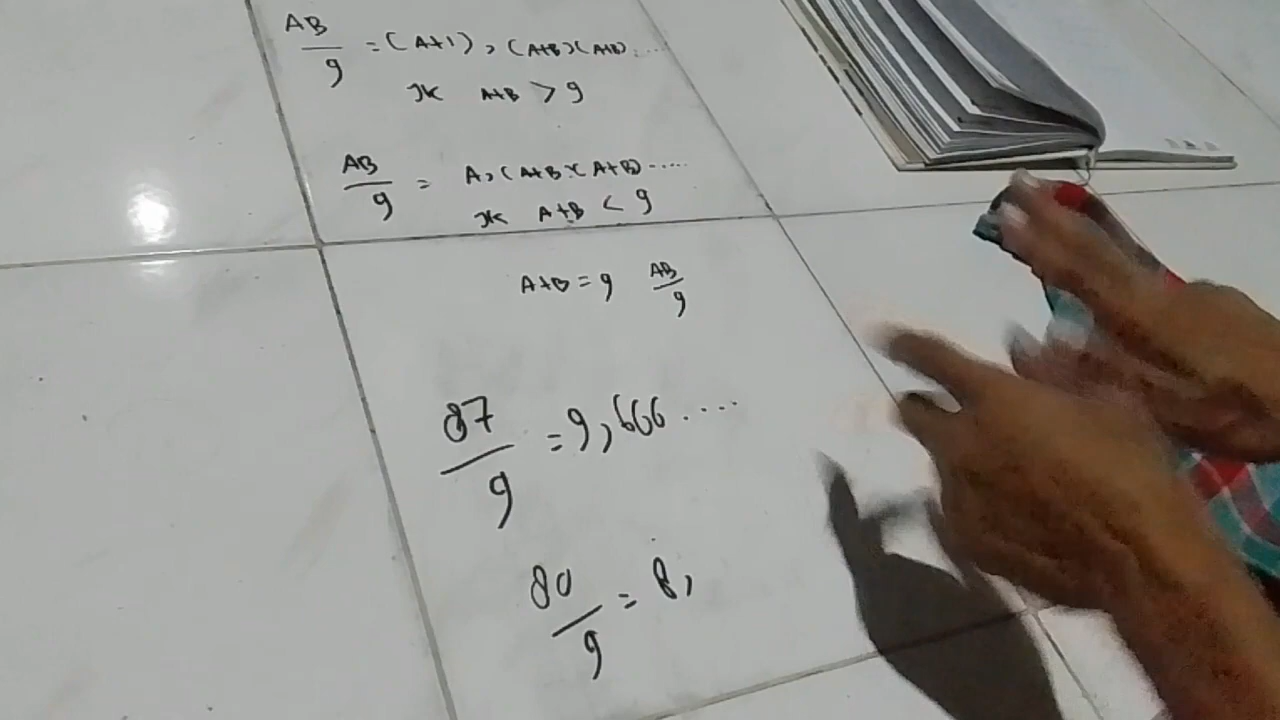 AB/9 = (A+1), (A+B)(A+B).....
JK A+B > 9
AB/9 = A, (A+B)(A+B).....
JK A+B < 9
A+B = 9 AB/9
87/9 = 9,666....
80/9 = 8,